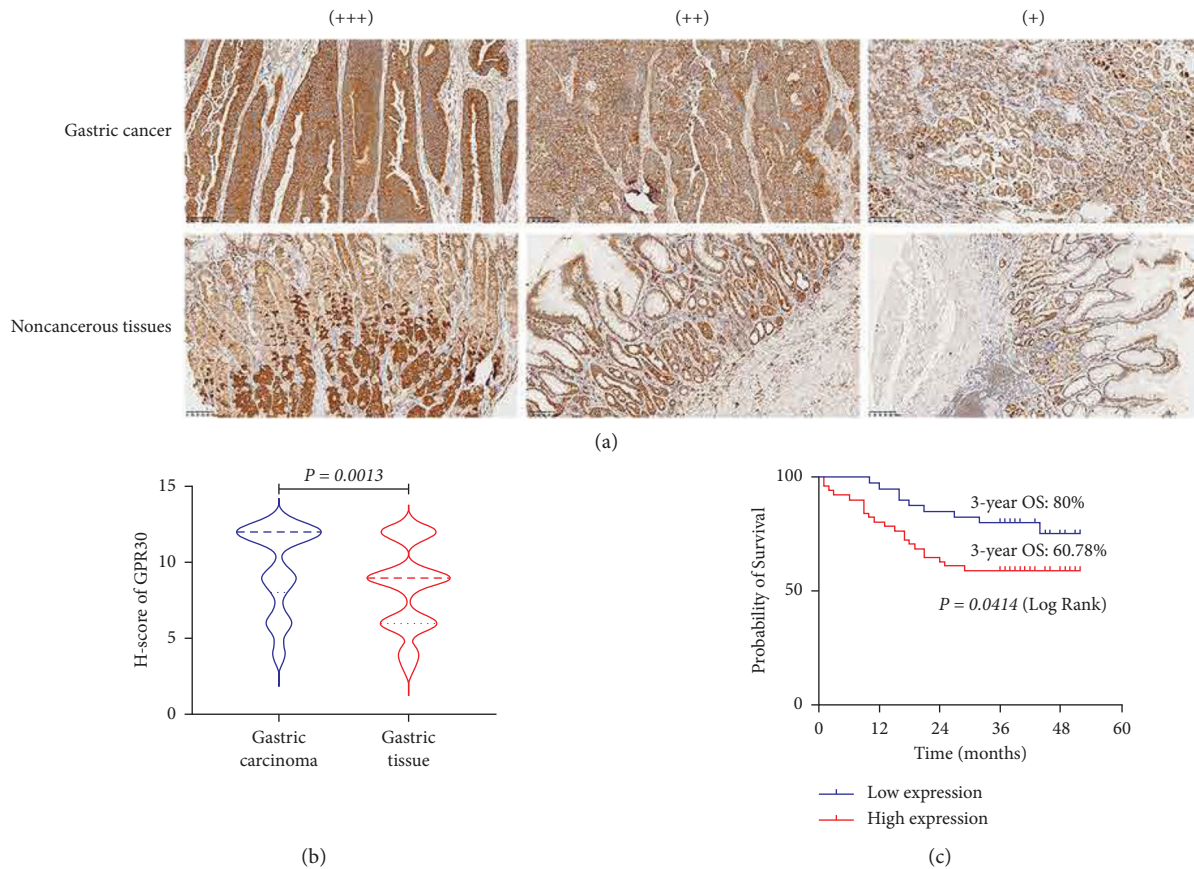 (+++)
(++)
(+)
Gastric cancer
Noncancerous tissues
(a)
P = 0.0013
15
10
5
0
H-score of GPR30
Gastric
carcinoma
Gastric
tissue
(b)
100
50
0
Probability of Survival
3-year OS: 80%
3-year OS: 60.78%
P = 0.0414 (Log Rank)
0
12
24
36
48
60
Time (months)
Low expression
High expression
(c)